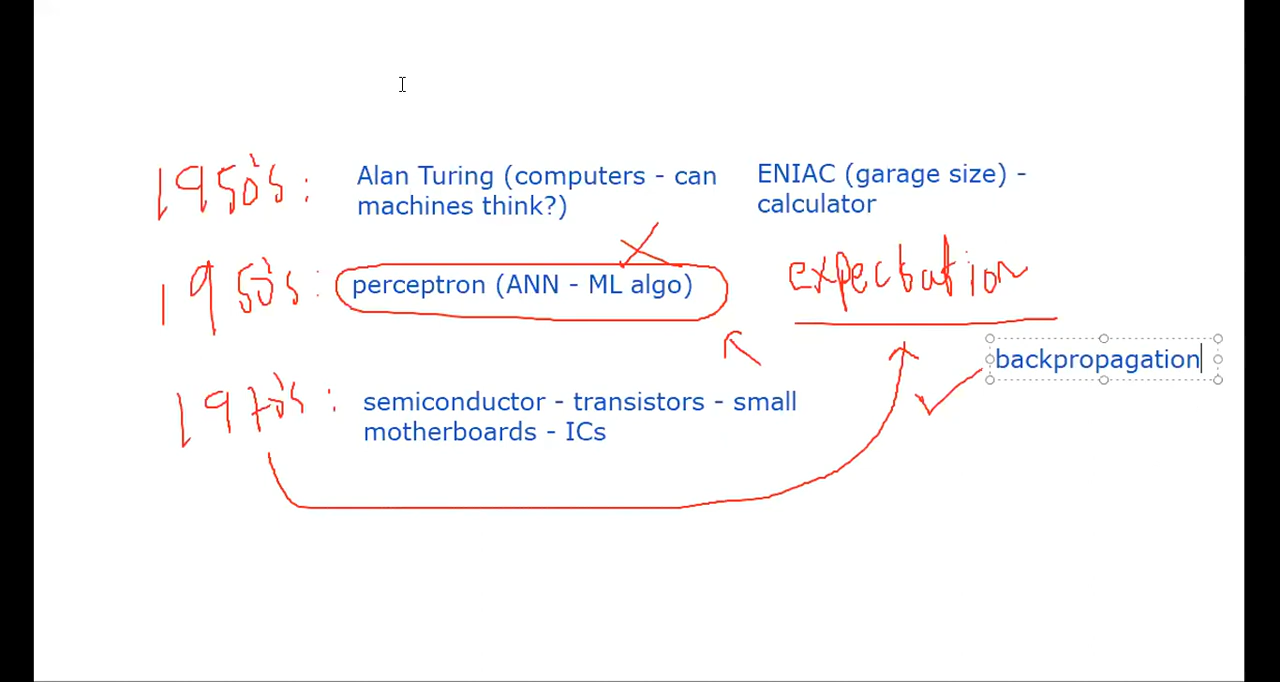 1950's :
Alan Turing (computers - can
machines think?)
ENIAC (garage size) -
calculator
1950's :
perceptron (ANN - ML algo)
expectation
backpropagation
1970's :
semiconductor - transistors - small
motherboards - ICs